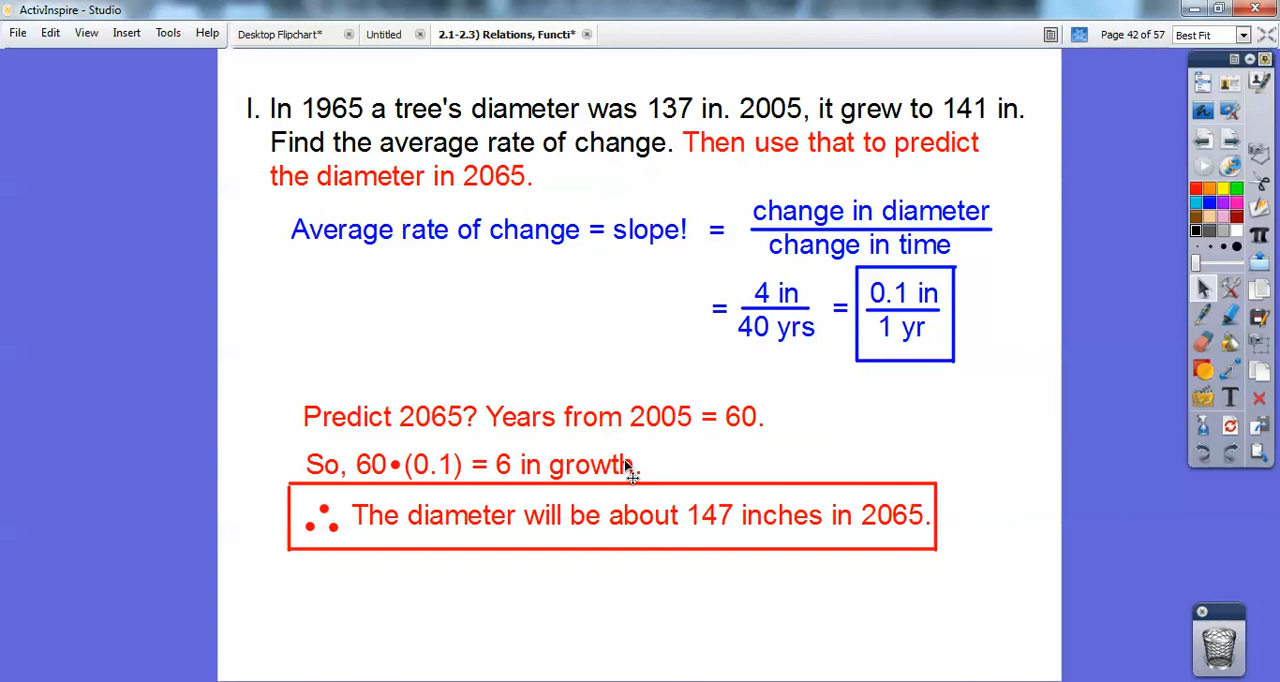 ActivInspire - Studio
File Edit View Insert Tools Help
Desktop Flipchart* Untitled 2.1-2.3) Relations, Functi* Page 42 of 57 Best Fit
I. In 1965 a tree's diameter was 137 in. 2005, it grew to 141 in.
Find the average rate of change. Then use that to predict
the diameter in 2065.
Average rate of change = slope! = change in diameter
change in time
= 4 in
40 yrs
= 0.1 in
1 yr
Predict 2065? Years from 2005 = 60.
So, 60•(0.1) = 6 in growth.
∴ The diameter will be about 147 inches in 2065.